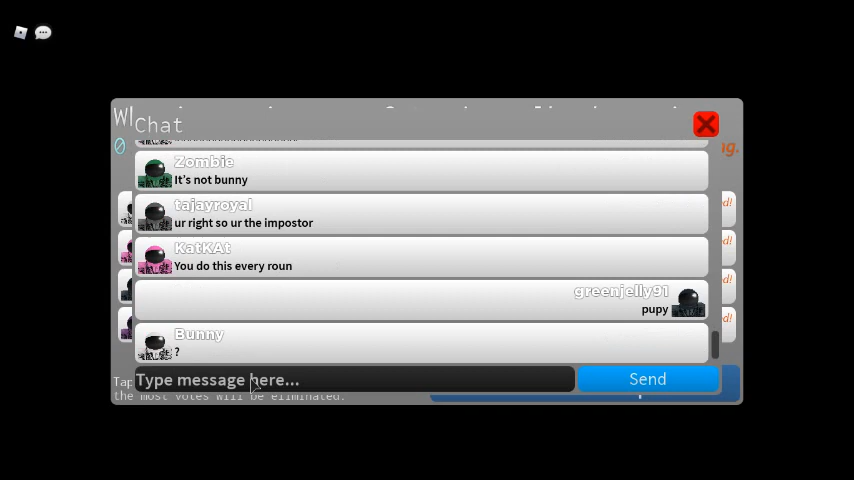 Chat
Zombie
It's not bunny
tajayroyal
ur right so ur the impostor
KatKAt
You do this every roun
greenjelly91
pupy
Bunny
?
Type message here...
Send
Tap
the most votes will be eliminated.